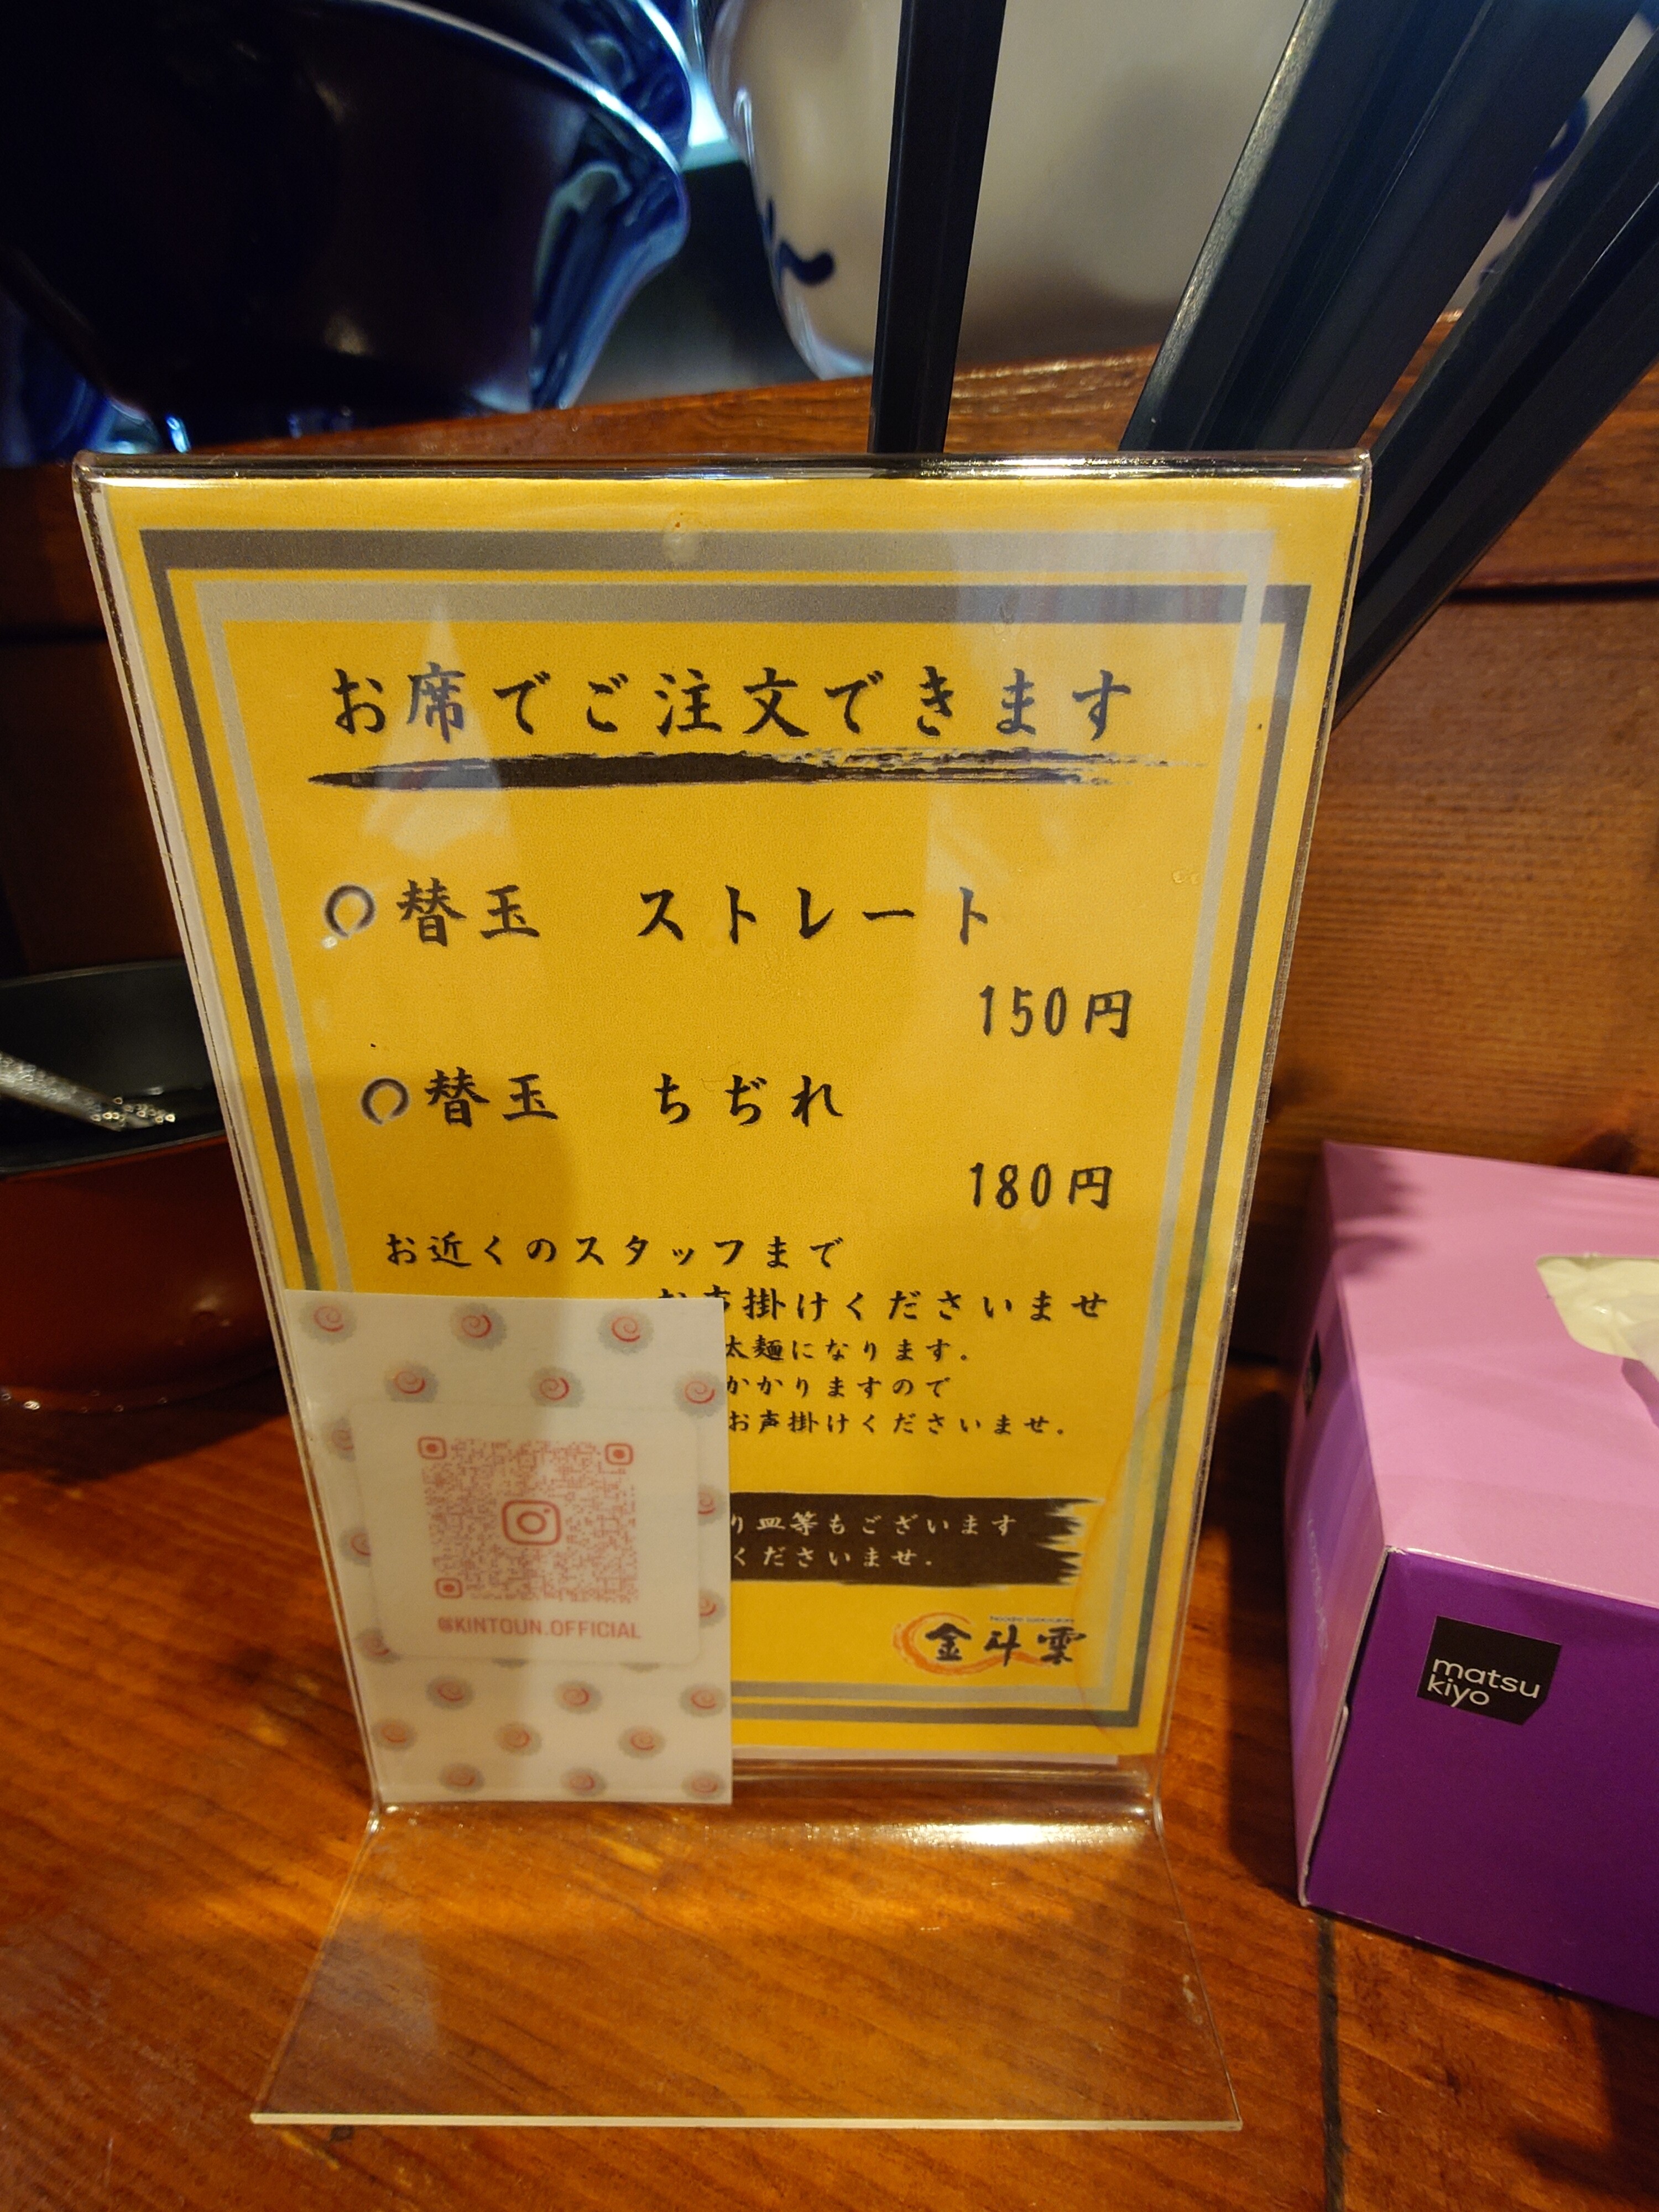 お席でご注文できます
替玉 ストレート
150円
替玉 ちぢれ
180円
お近くのスタッフまで
お声掛けくださいませ
太麺になります.
かかりますので
お声掛けくださいませ.
り皿等もございます
くださいませ.
金斗雲
@KINTOUN.OFFICIAL
matsu
kiyo